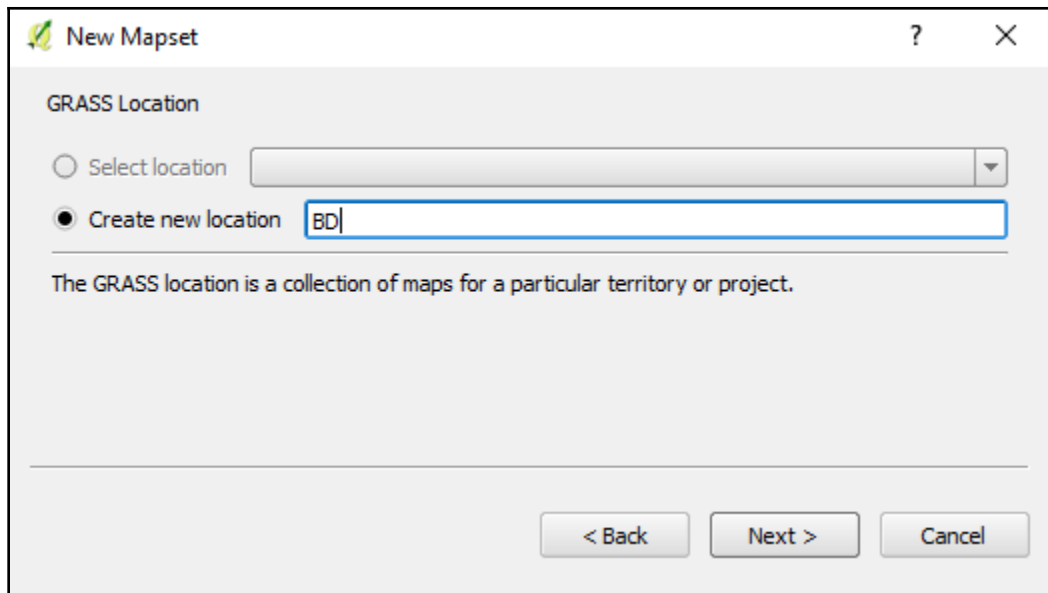 New Mapset
GRASS Location
Select location
Create new location BD
The GRASS location is a collection of maps for a particular territory or project.
< Back Next > Cancel